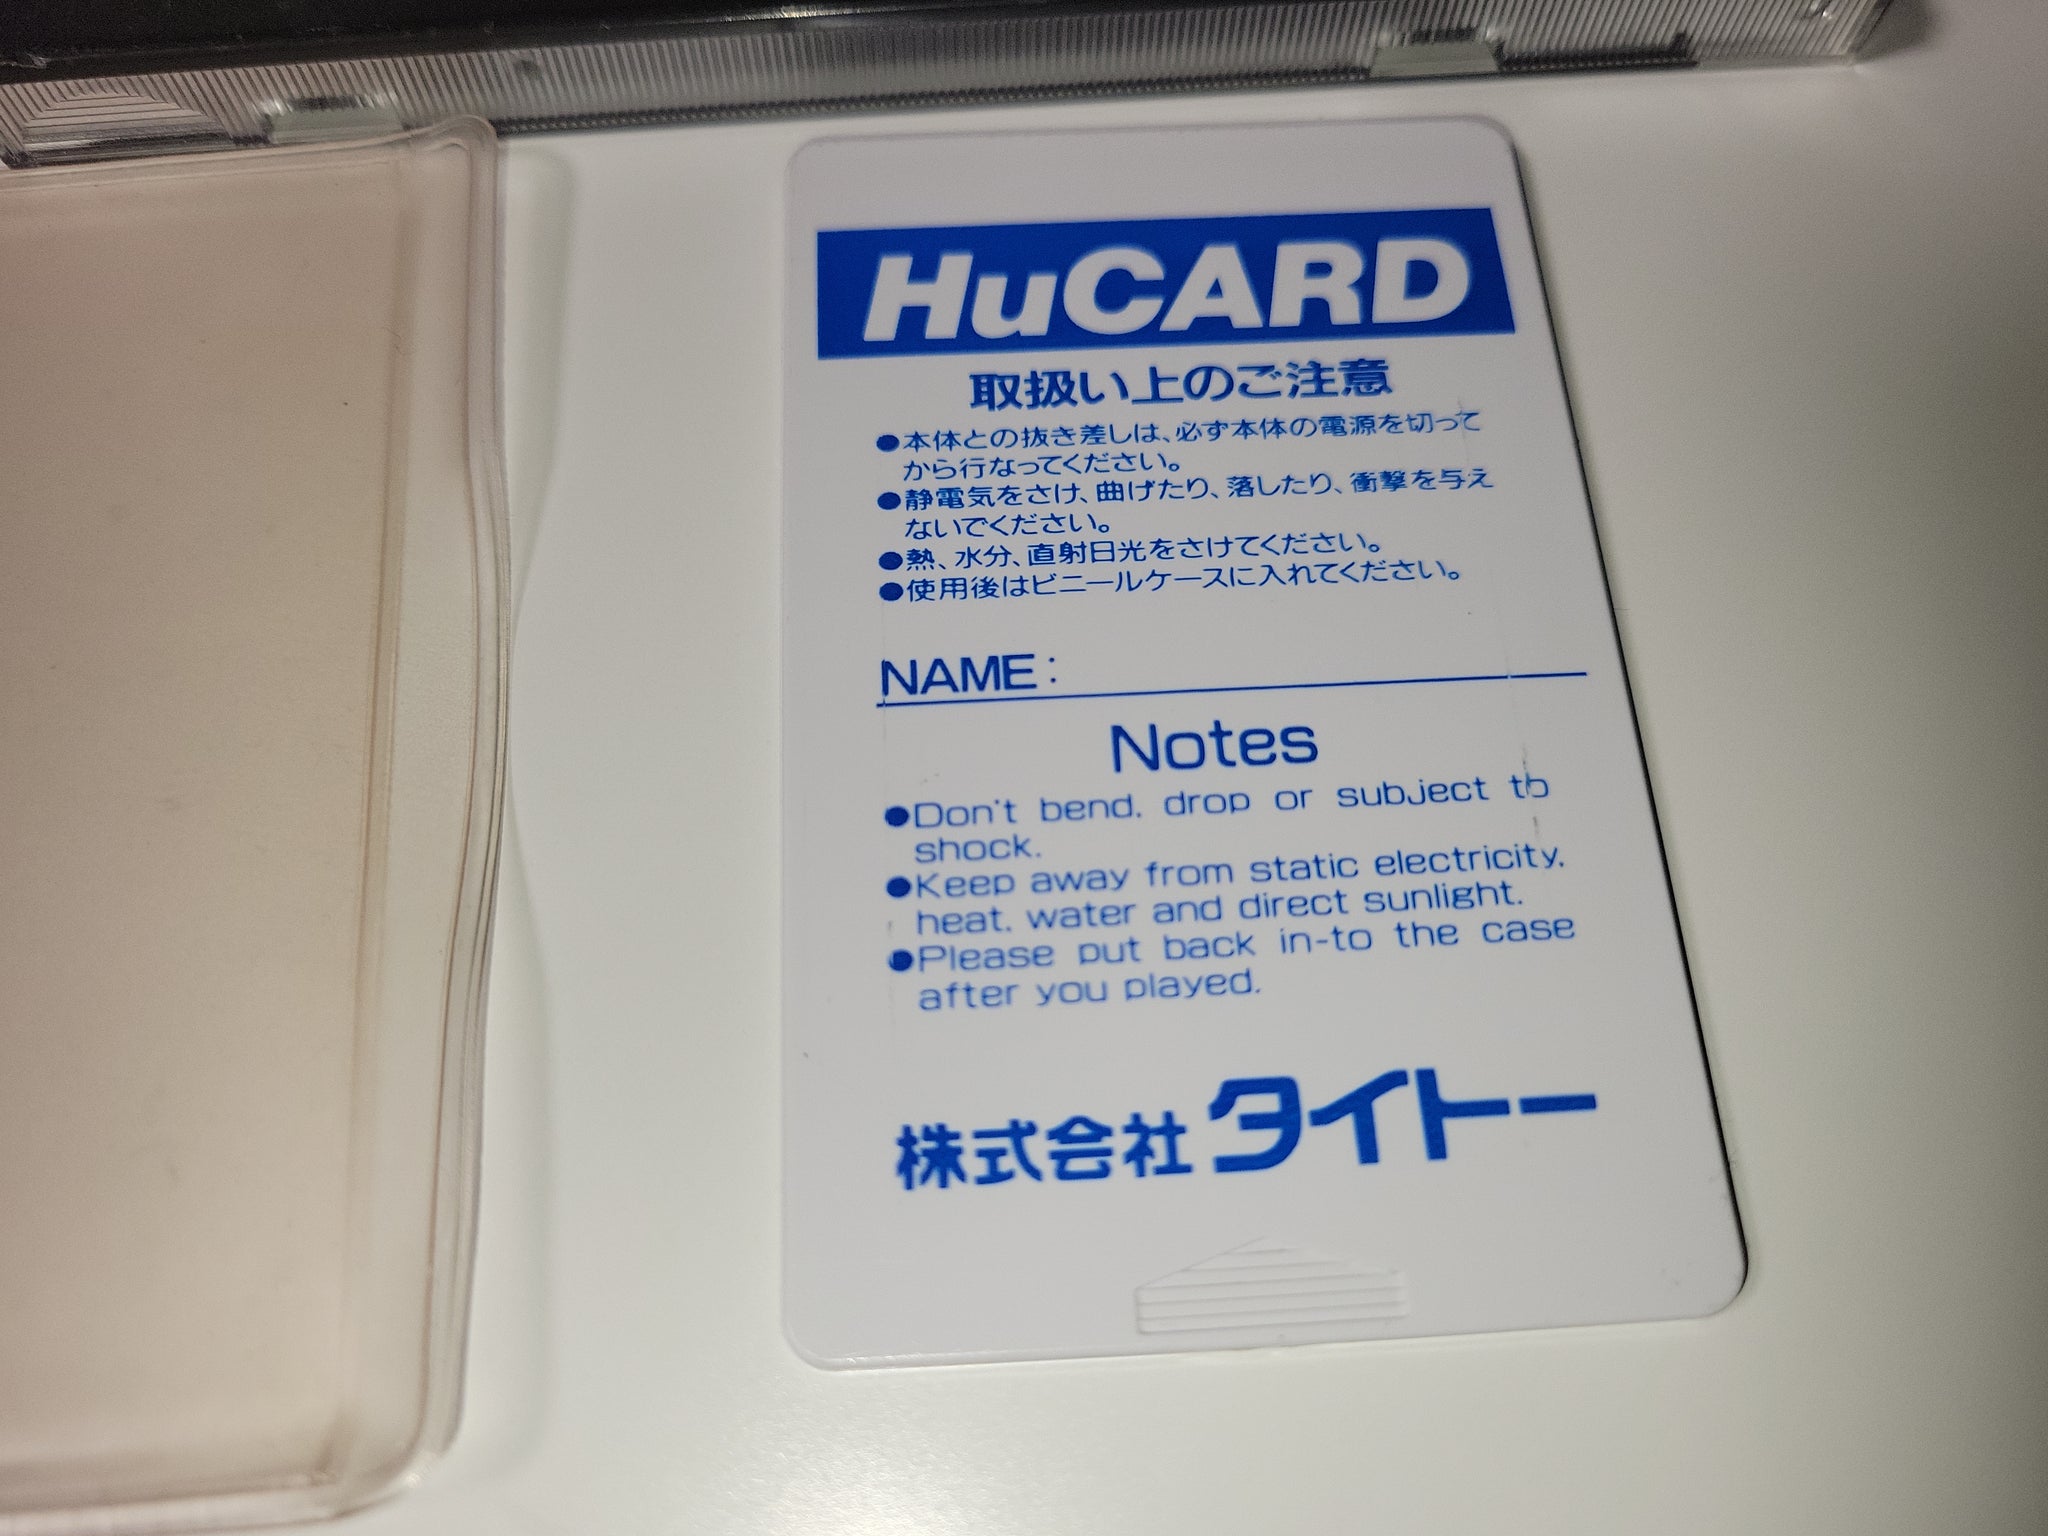 HuCARD
取扱い上のご注意
●本体との抜き差しは、必ず本体の電源を切って
から行なってください。
●静電気をさけ、曲げたり、落したり、衝撃を与え
ないでください。
●熱、水分、直射日光をさけてください。
●使用後はビニールケースに入れてください。
NAME:
Notes
●Don't bend, drop or subject to
shock.
●Keep away from static electricity,
heat, water and direct sunlight.
●Please put back in-to the case
after you played.
株式会社タイトー